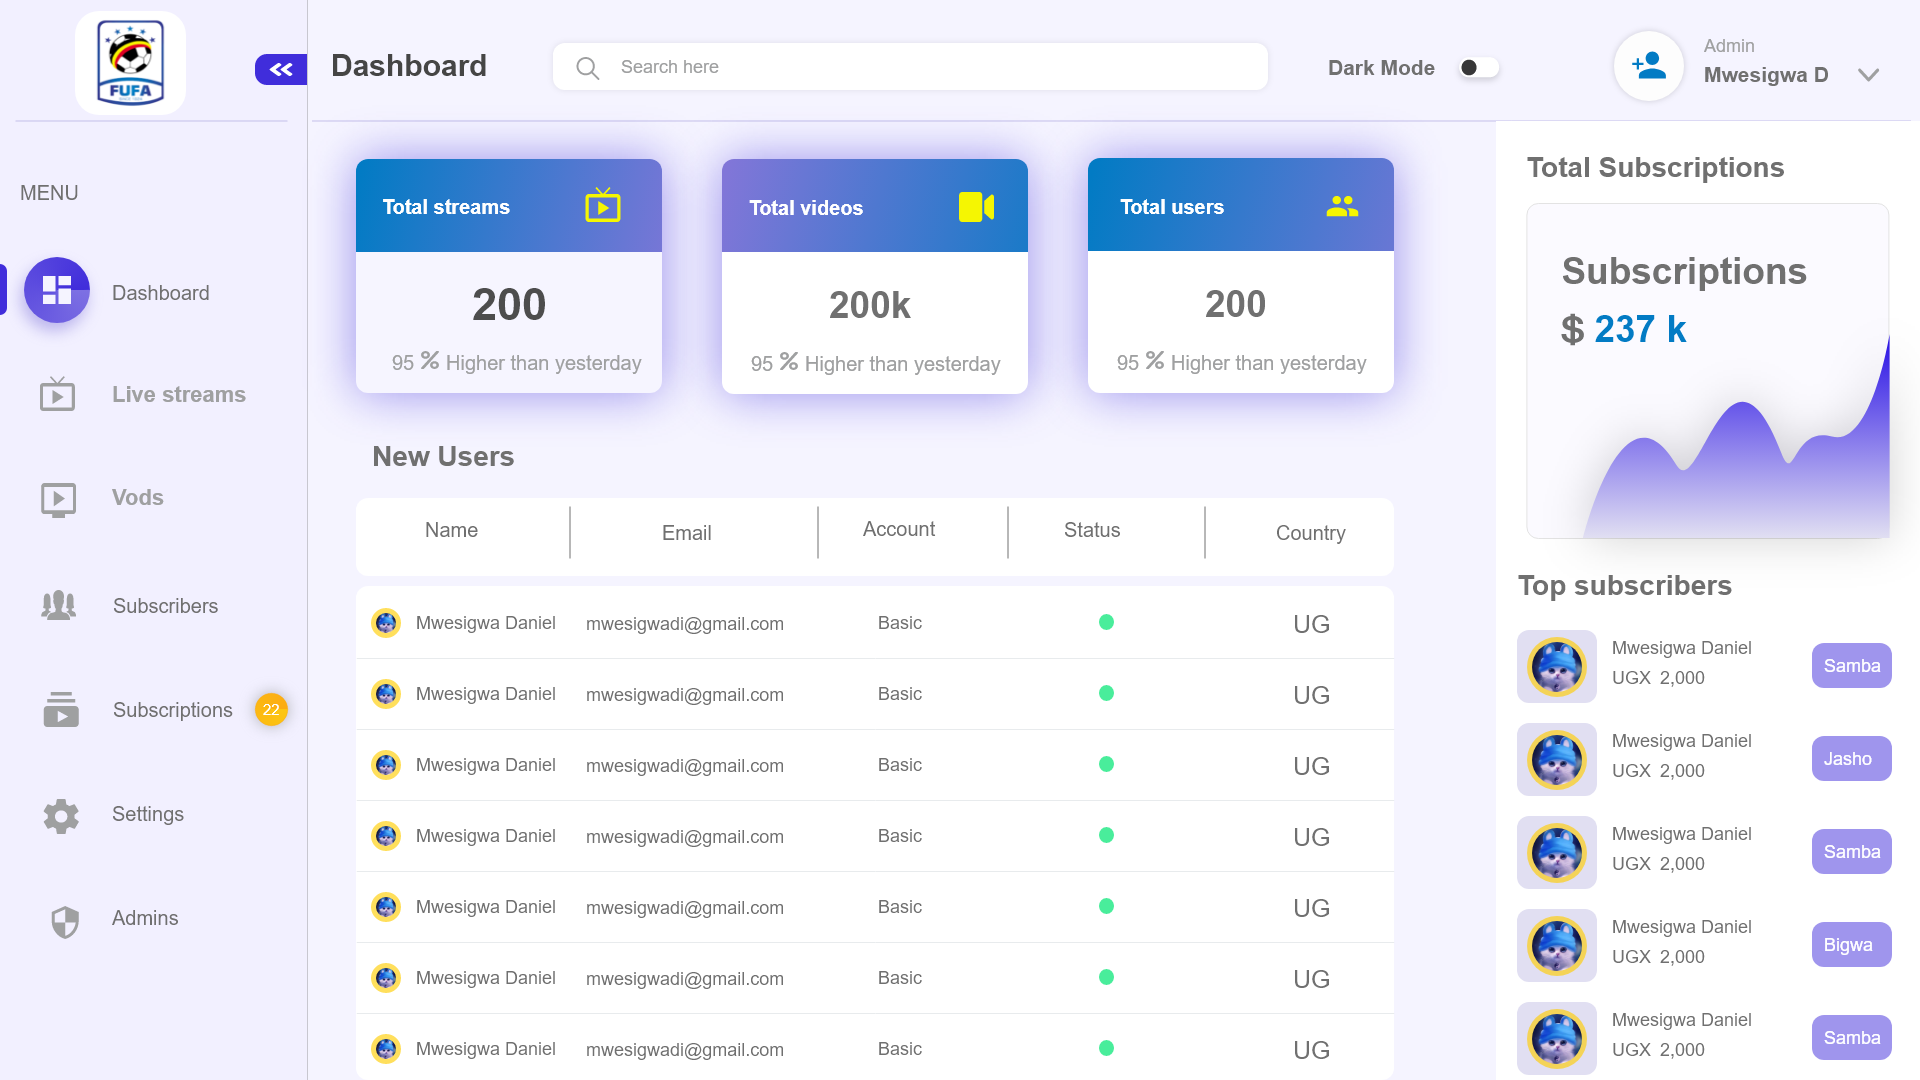 FUFA
Dashboard
Search here
Dark Mode
Admin
Mwesigwa D
MENU
Dashboard
Live streams
Vods
Subscribers
Subscriptions 22
Settings
Admins
Total streams
200
95 % Higher than yesterday
Total videos
200k
95 % Higher than yesterday
Total users
200
95 % Higher than yesterday
New Users
Name Email Account Status Country
Mwesigwa Daniel mwesigwadi@gmail.com Basic UG
Mwesigwa Daniel mwesigwadi@gmail.com Basic UG
Mwesigwa Daniel mwesigwadi@gmail.com Basic UG
Mwesigwa Daniel mwesigwadi@gmail.com Basic UG
Mwesigwa Daniel mwesigwadi@gmail.com Basic UG
Mwesigwa Daniel mwesigwadi@gmail.com Basic UG
Mwesigwa Daniel mwesigwadi@gmail.com Basic UG
Total Subscriptions
Subscriptions
$ 237 k
Top subscribers
Mwesigwa Daniel
UGX 2,000
Samba
Mwesigwa Daniel
UGX 2,000
Jasho
Mwesigwa Daniel
UGX 2,000
Samba
Mwesigwa Daniel
UGX 2,000
Bigwa
Mwesigwa Daniel
UGX 2,000
Samba